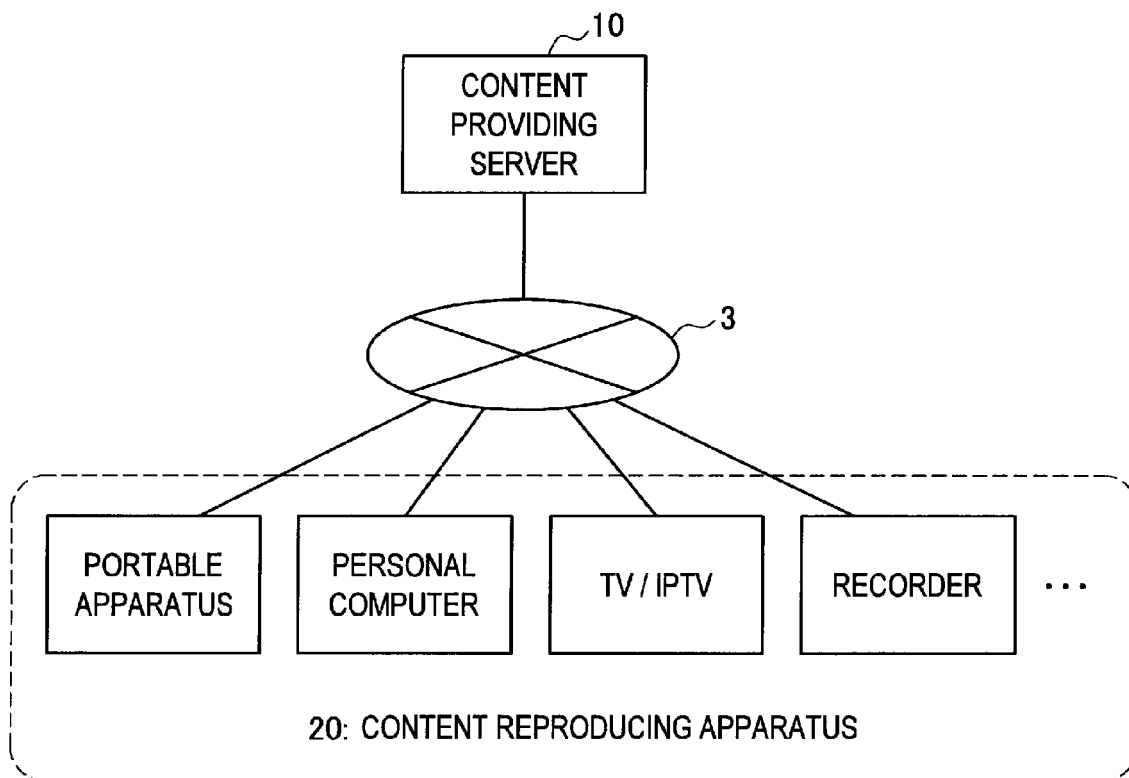 10
CONTENT
PROVIDING
SERVER
3
PORTABLE
APPARATUS
PERSONAL
COMPUTER
TV / IPTV
RECORDER
...
20: CONTENT REPRODUCING APPARATUS